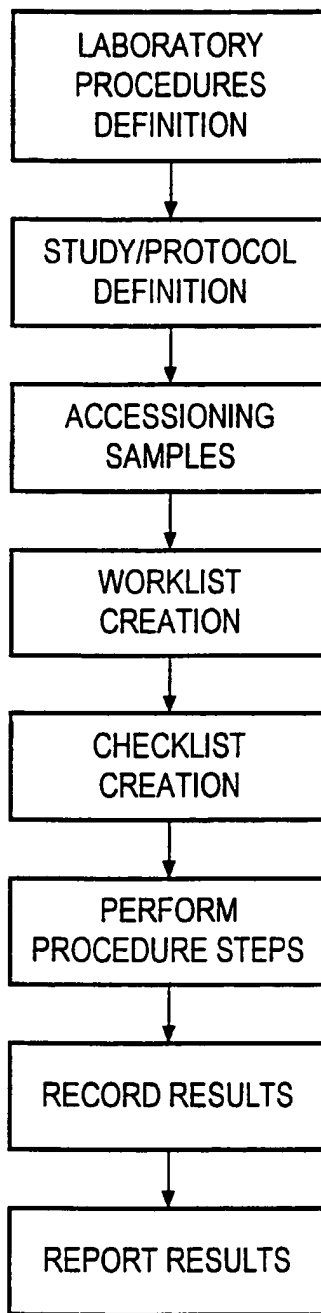 LABORATORY
PROCEDURES
DEFINITION
STUDY/PROTOCOL
DEFINITION
ACCESSIONING
SAMPLES
WORKLIST
CREATION
CHECKLIST
CREATION
PERFORM
PROCEDURE STEPS
RECORD RESULTS
REPORT RESULTS